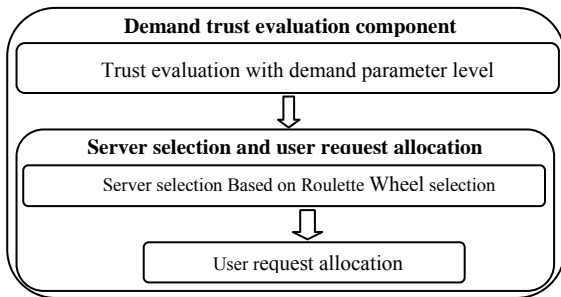 Demand trust evaluation component
Trust evaluation with demand parameter level
Server selection and user request allocation
Server selection Based on Roulette Wheel selection
User request allocation